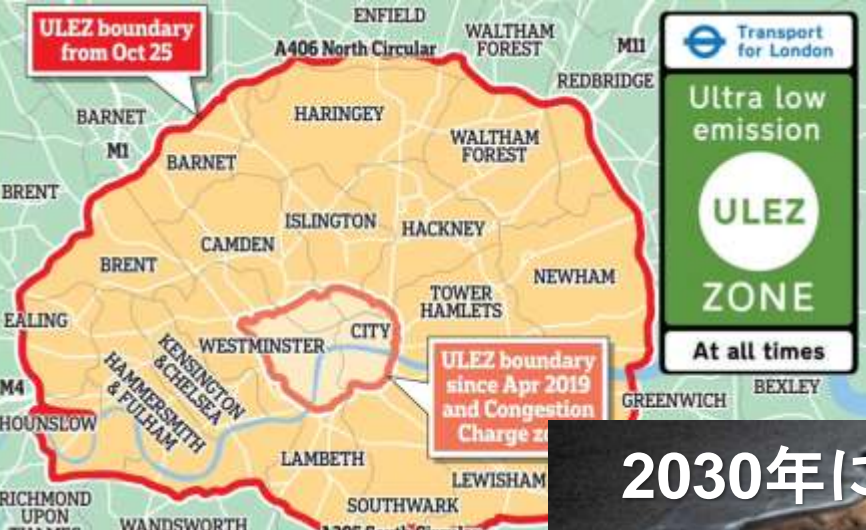 ULEZ boundary
from Oct 25
ENFIELD
A406 North Circular
WALTHAM
FOREST
M11
REDBRIDGE
BARNET
M1
BARNET
HARINGEY
WALTHAM
FOREST
BRENT
ISLINGTON
HACKNEY
CAMDEN
BRENT
NEWHAM
TOWER
HAMLETS
EALING
CITY
WESTMINSTER
KENSINGTON
&CHELSEA
HAMMERSMITH
& FULHAM
M4
HOUNSLOW
ULEZ boundary
since Apr 2019
and Congestion
Charge
GREENWICH
BEXLEY
LAMBETH
LEWISHAM
SOUTHWARK
RICHMOND
UPON
WANDSWORTH
Transport
for London
Ultra low
emission
ULEZ
ZONE
At all times
2030年に